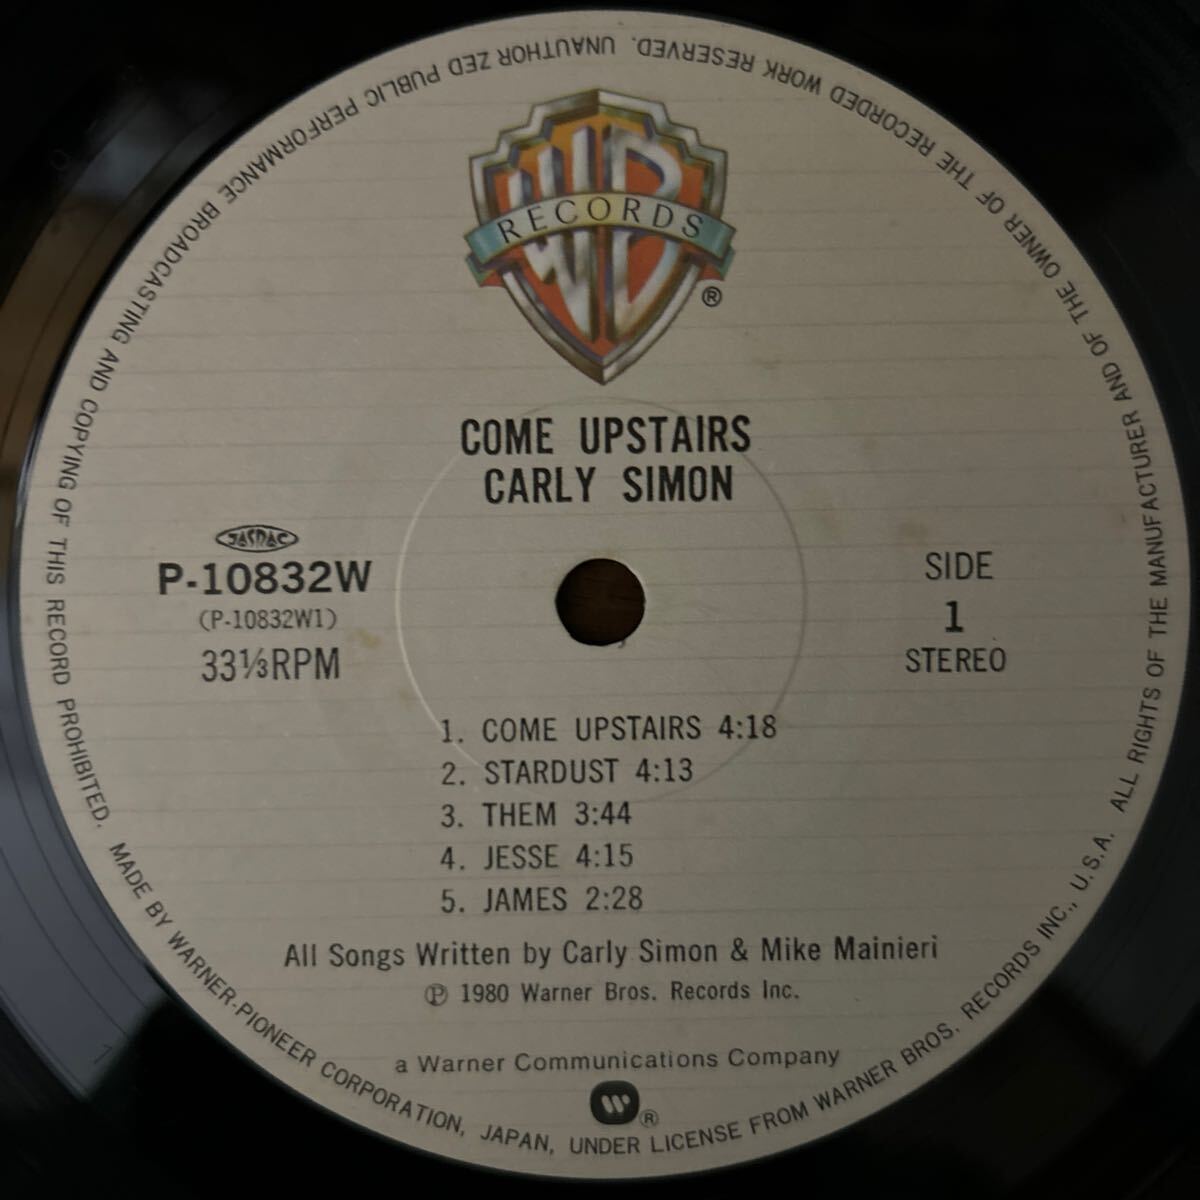 WB
RECORDS
®
COME UPSTAIRS
CARLY SIMON
JASRAC
P-10832W
(P-10832W1)
33⅓RPM
SIDE
1
STEREO
1. COME UPSTAIRS 4:18
2. STARDUST 4:13
3. THEM 3:44
4. JESSE 4:15
5. JAMES 2:28
All Songs Written by Carly Simon & Mike Mainieri
Ⓟ 1980 Warner Bros. Records Inc.
a Warner Communications Company
®
MADE BY WARNER-PIONEER CORPORATION, JAPAN, UNDER LICENSE FROM WARNER BROS. RECORDS INC., U.S.A. ALL RIGHTS OF THE MANUFACTURER AND OF THE OWNER OF THE RECORDED WORK RESERVED. UNAUTHOR ZED PUBLIC PERFORMANCE BROADCASTING AND COPYING OF THIS RECORD PROHIBITED.